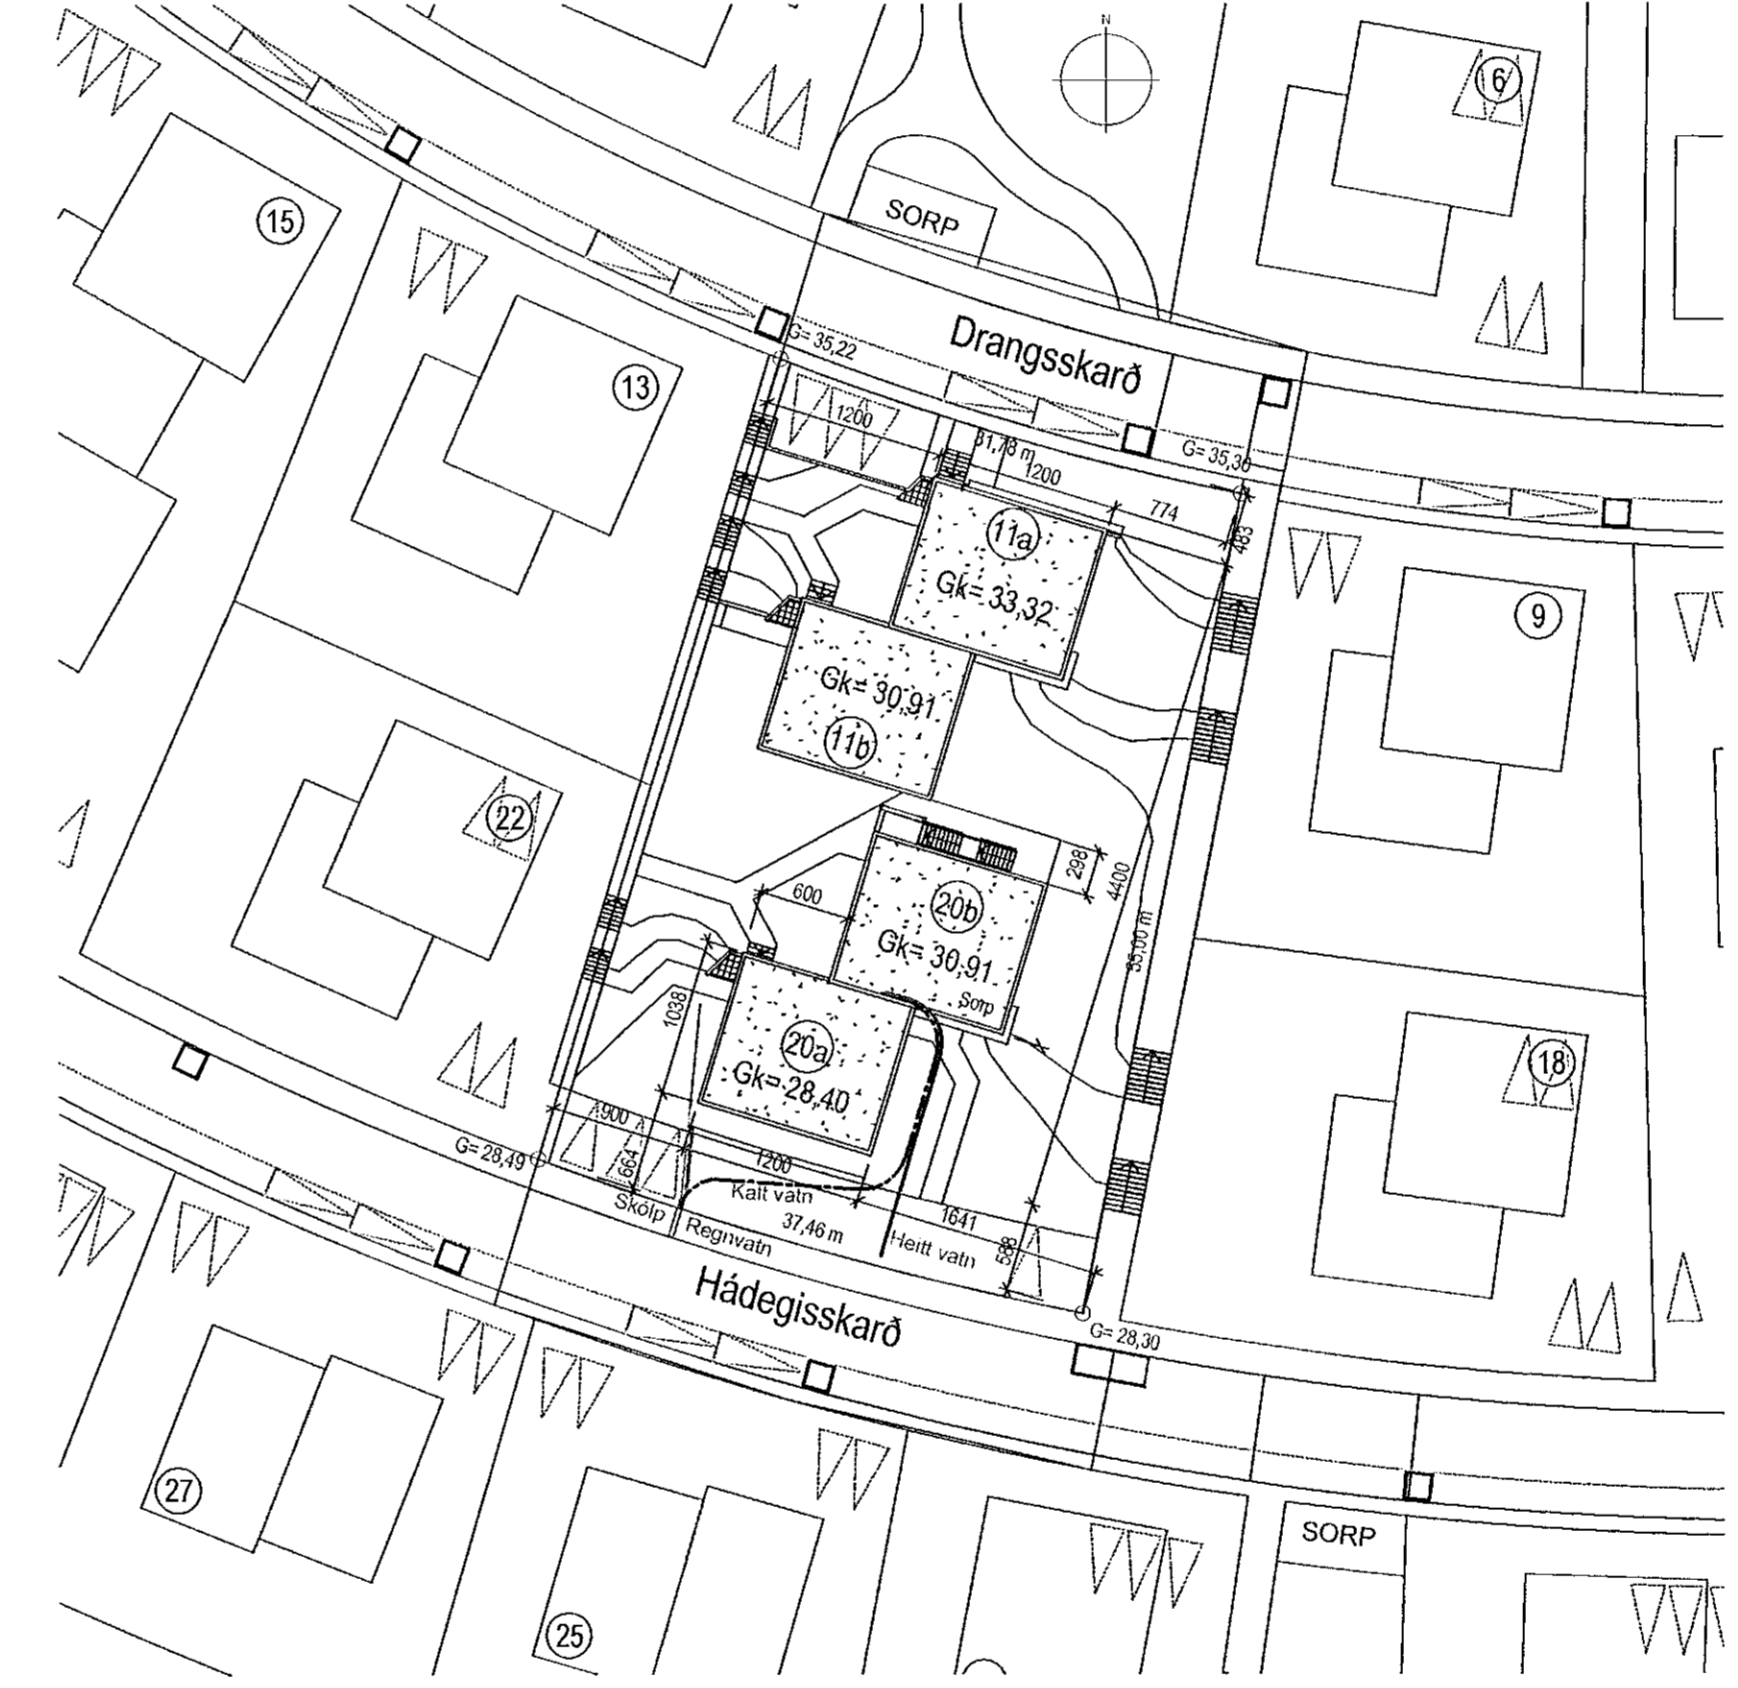 N
6
SORP
15
Drangsskarð
G= 35,22
13
1200
31,78 m
1200
G= 35,30
774
483
11a
Gk= 33,32
9
Gk= 30,91
11b
22
298
4400
600
20b
Gk= 30,91
35,00 m
Sorp
1038
20a
Gk= 28,40
18
900
G= 28,49
664
1200
Kalt vatn
Skólp
37,46 m
1641
Regnvatn
Heitt vatn
588
Hádegisskarð
G= 28,30
27
SORP
25